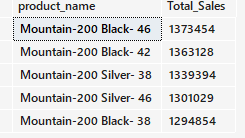 product_name Total_Sales
Mountain-200 Black- 46 1373454
Mountain-200 Black- 42 1363128
Mountain-200 Silver- 38 1339394
Mountain-200 Silver- 46 1301029
Mountain-200 Black- 38 1294854